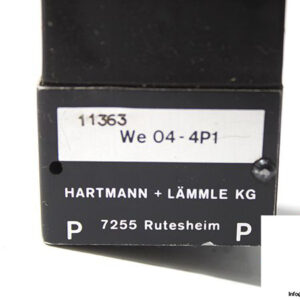 11363
We 04-4P1
HARTMANN + LÄMMLE KG
P 7255 Rutesheim P